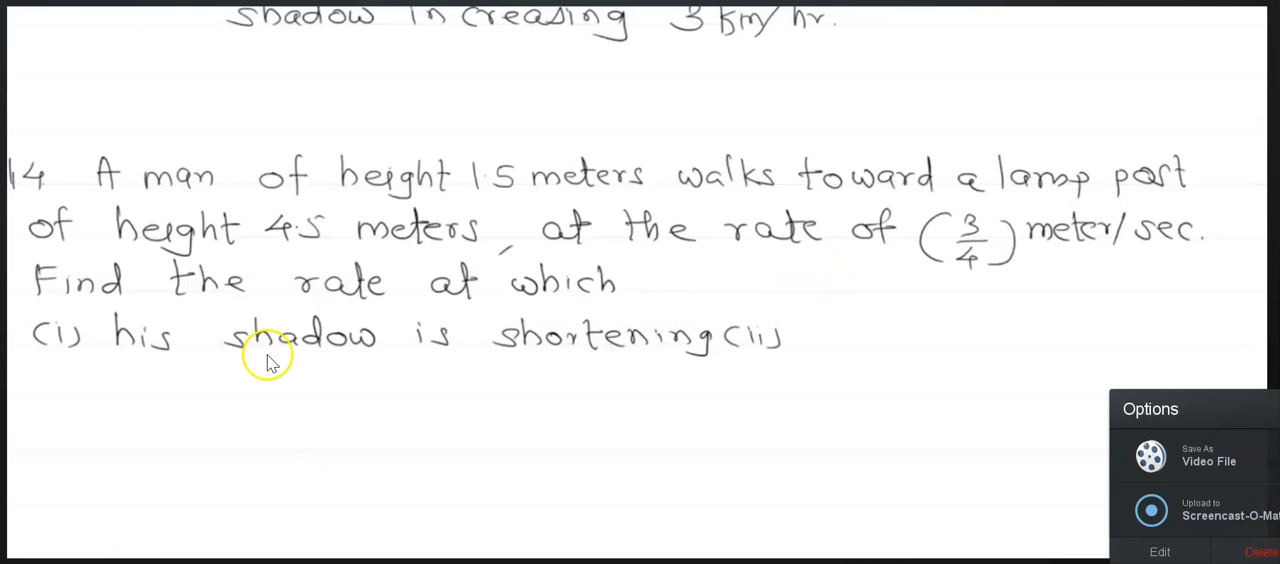 shadow increasing 3 km/hr.
14. A man of height 1.5 meters walks toward a lamp post
of height 4.5 meters, at the rate of (3/4) meter/sec.
Find the rate at which
(i) his shadow is shortening (ii)
Options
Save As
Video File
Upload to
Screencast-O-Mat
Edit
Delete